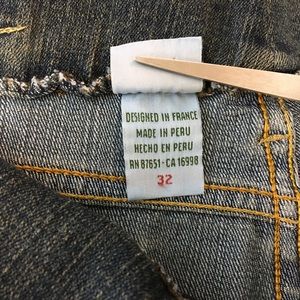 DESIGNED IN FRANCE
MADE IN PERU
HECHO EN PERU
RN 87651-CA 16998
32